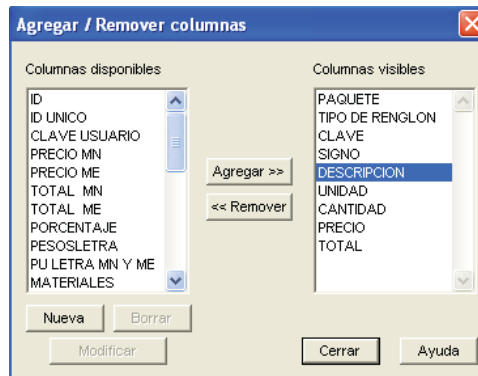 Agregar / Remover columnas
Columnas disponibles
ID
ID UNICO
CLAVE USUARIO
PRECIO MN
PRECIO ME
TOTAL MN
TOTAL ME
PORCENTAJE
PESOSLETRA
PU LETRA MN Y ME
MATERIALES
Agregar >>
<< Remover
Columnas visibles
PAQUETE
TIPO DE RENGLON
CLAVE
SIGNO
DESCRIPCION
UNIDAD
CANTIDAD
PRECIO
TOTAL
Nueva
Borrar
Modificar
Cerrar
Ayuda